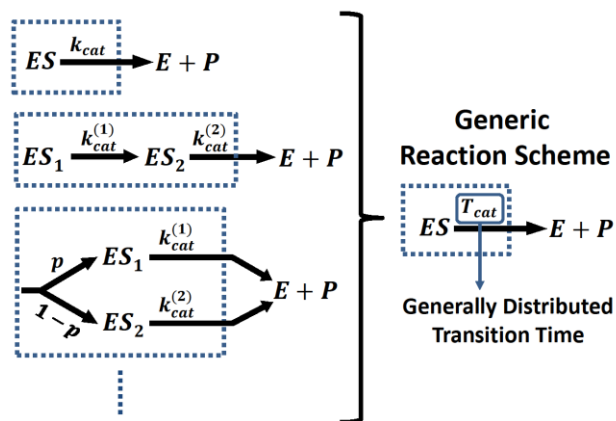 k_cat
ES → E + P
k_cat^(1) k_cat^(2)
ES_1 → ES_2 → E + P
p ES_1 k_cat^(1)
E + P
1 − p ES_2 k_cat^(2)
Generic
Reaction Scheme
T_cat
ES → E + P
Generally Distributed
Transition Time